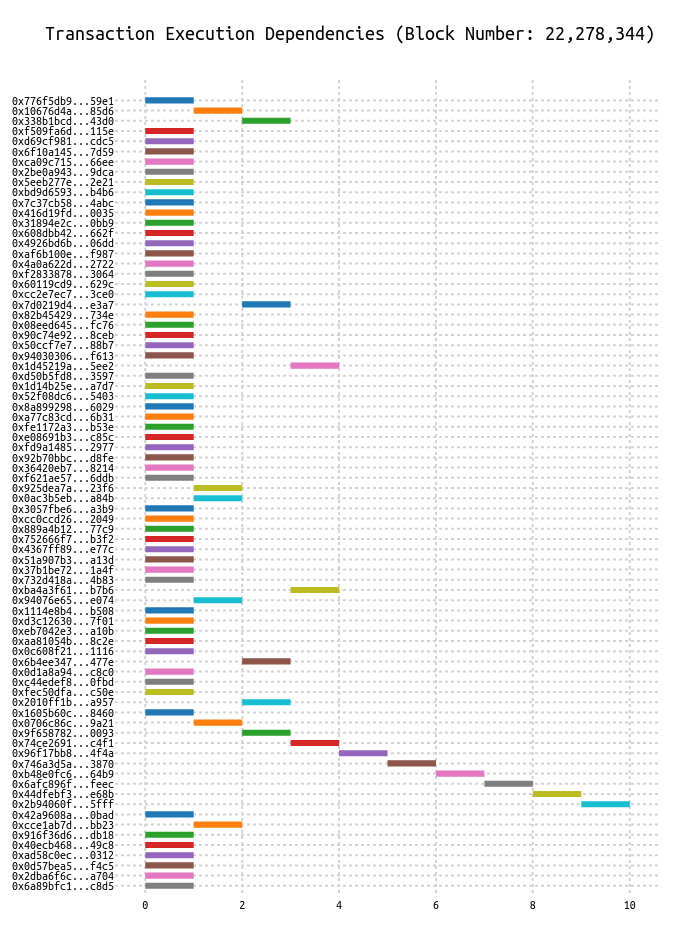 Transaction Execution Dependencies (Block Number: 22,278,344)
0x776f5db9...59e1
0x10676d4a...85d6
0x338b1bcd...43d0
0xf509fa6d...115e
0xd69cf981...cdc5
0x6f10a145...7d59
0xca09c715...66ee
0x2be0a943...9dca
0x5eeb277e...2e21
0xbd9d6593...b4b6
0x7c37cb58...4abc
0x416d19fd...0035
0x31894e2c...0bb9
0x608dbb42...662f
0x4926bd6b...06dd
0xaf6b100e...f987
0x4a0a622d...2722
0xf2833878...3064
0x60119cd9...629c
0xcc2e7ec7...3ce0
0x7d0219d4...e3a7
0x82b45429...734e
0x08eed645...fc76
0x90c74e92...8ceb
0x50ccf7e7...88b7
0x94030306...f613
0x1d45219a...5ee2
0xd50b5fd8...3597
0x1d14b25e...a7d7
0x52f08dc6...5403
0x8a899298...6029
0xa77c83cd...6b31
0xfe1172a3...b53e
0xe08691b3...c85c
0xfd9a1485...2977
0x92b70bbc...d8fe
0x36420eb7...8214
0xf621ae57...6ddb
0x925dea7a...23f6
0x0ac3b5eb...a84b
0x3057fbe6...a3b9
0xcc0ccd26...2049
0x889a4b12...77c9
0x752666f7...b3f2
0x4367ff89...e77c
0x51a907b3...a13d
0x37b1be72...1a4f
0x732d418a...4b83
0xba4a3f61...b7b6
0x94076e65...e074
0x1114e8b4...b508
0xd3c12630...7f01
0xeb7042e3...a10b
0xaa81054b...8c2e
0x0c608f21...1116
0x6b4ee347...477e
0x0d1a8a94...c8c0
0xc44edef8...0fbd
0xfec50dfa...c50e
0x2010ff1b...a957
0x1605b60c...8460
0x0706c86c...9a21
0x9f658782...0093
0x74ce2691...c4f1
0x96f17bb8...4f4a
0x746a3d5a...3870
0xb48e0fc6...64b9
0x6afc896f...feec
0x44dfebf3...e68b
0x2b94060f...5fff
0x42a9608a...0bad
0xcce1ab7d...bb23
0x916f36d6...db18
0x40ecb468...49c8
0xad58c0ec...0312
0x0d57bea5...f4c5
0x2dba6f6c...a704
0x6a89bfc1...c8d5
0 2 4 6 8 10